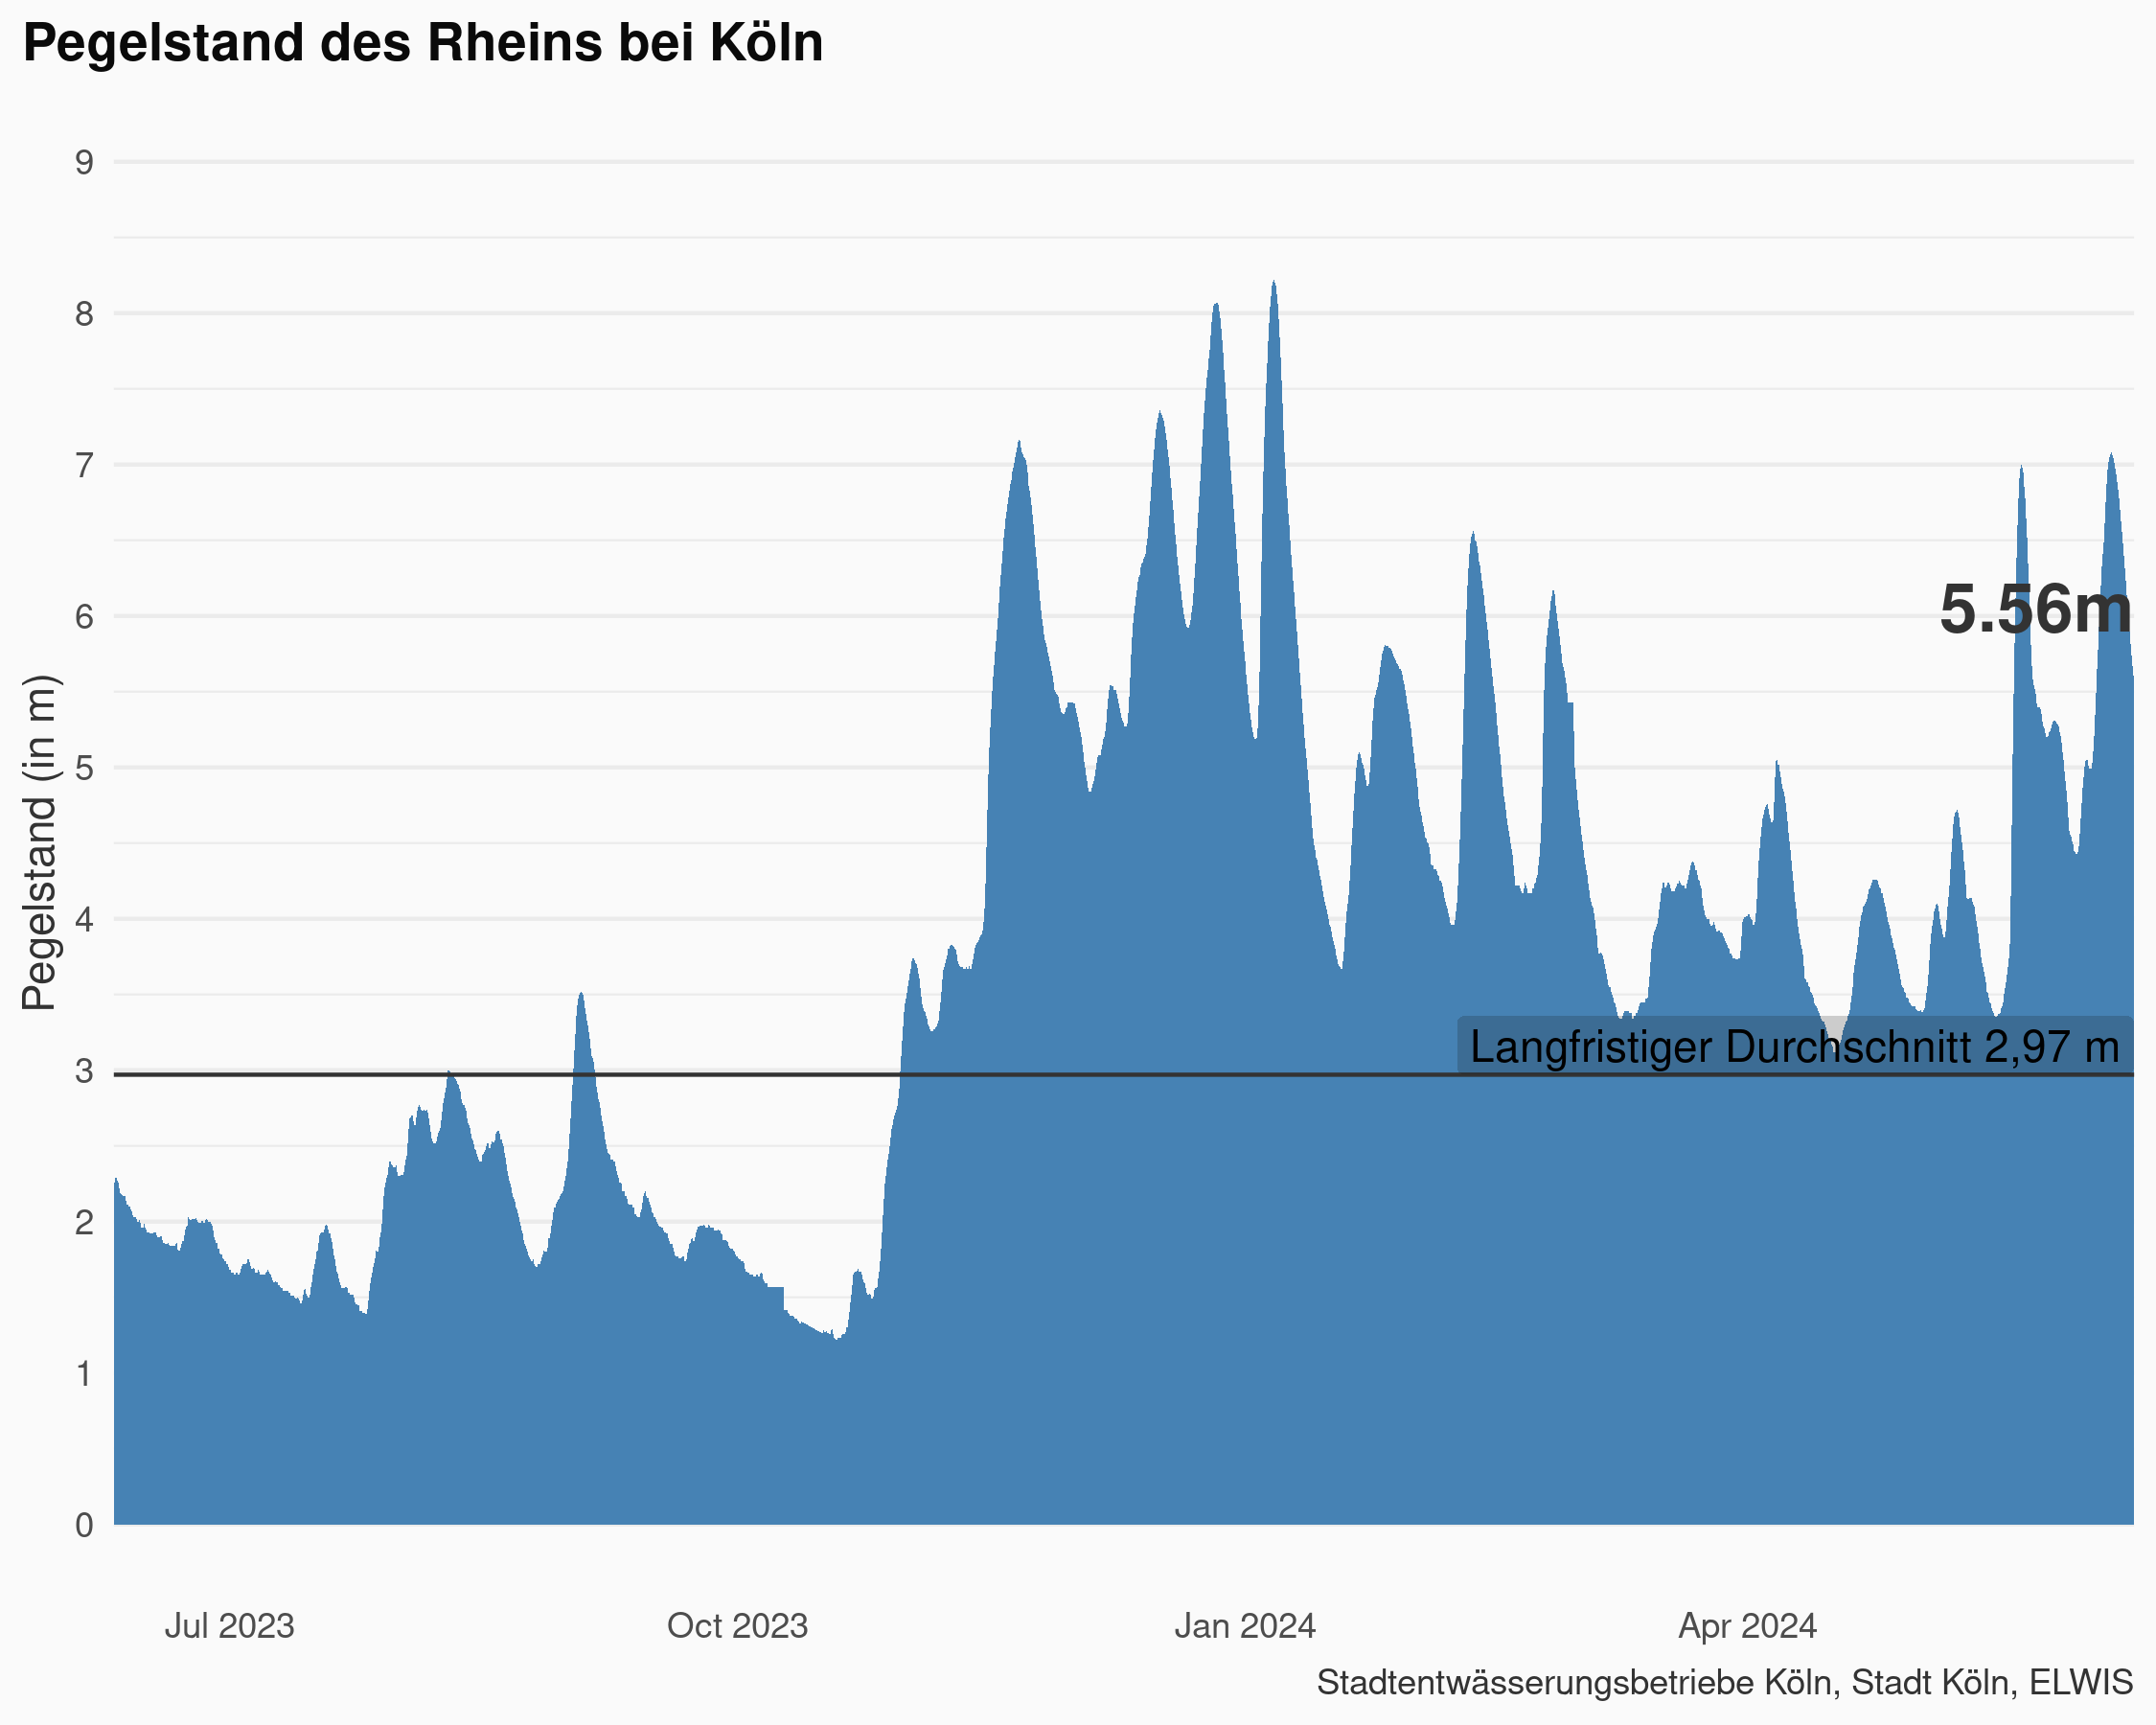 Pegelstand des Rheins bei Köln
Pegelstand (in m)
9
8
7
6
5
4
3
2
1
0
5.56m
Langfristiger Durchschnitt 2,97 m
Jul 2023
Oct 2023
Jan 2024
Apr 2024
Stadtentwässerungsbetriebe Köln, Stadt Köln, ELWIS